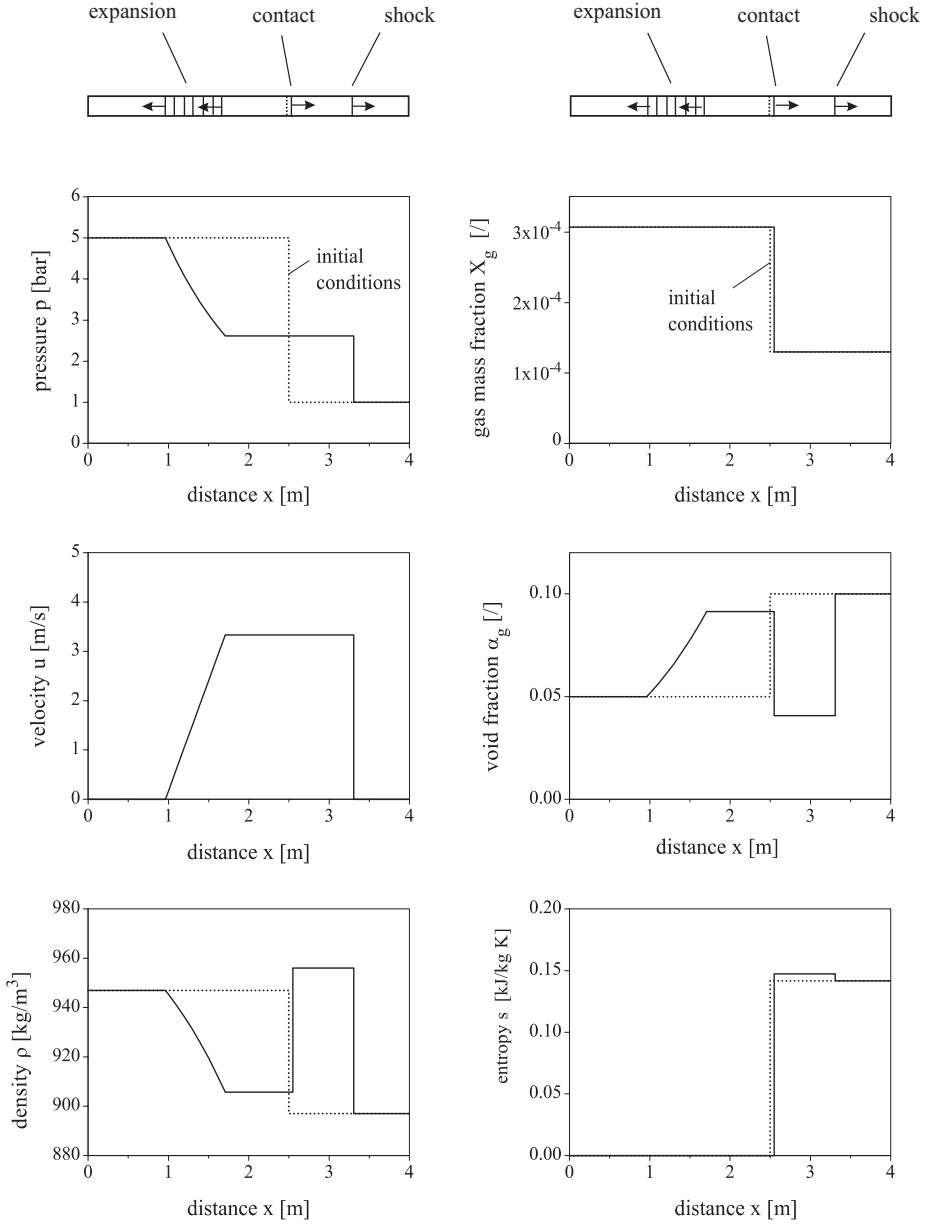 expansion contact shock
expansion contact shock
6
5
4
3
2
1
0
pressure p [bar]
initial
conditions
0 1 2 3 4
distance x [m]
3x10⁻⁴
2x10⁻⁴
1x10⁻⁴
0
gas mass fraction X_g [/]
initial
conditions
0 1 2 3 4
distance x [m]
5
4
3
2
1
0
velocity u [m/s]
0 1 2 3 4
distance x [m]
0.10
0.05
0.00
void fraction α_g [/]
0 1 2 3 4
distance x [m]
980
960
940
920
900
880
density ρ [kg/m³]
0 1 2 3 4
distance x [m]
0.20
0.15
0.10
0.05
0.00
entropy s [kJ/kg K]
0 1 2 3 4
distance x [m]